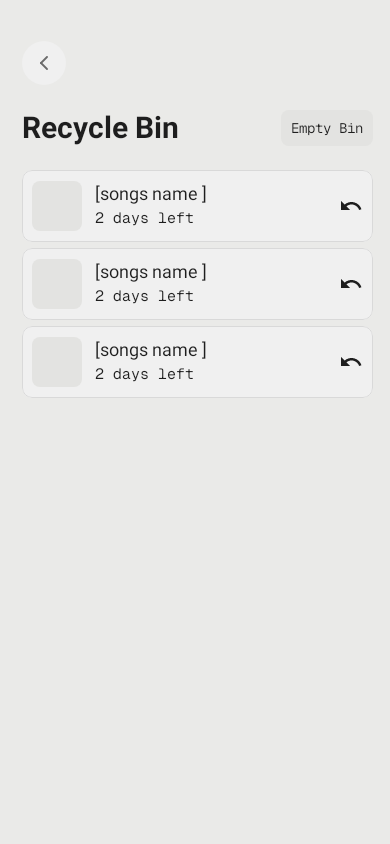 Recycle Bin
Empty Bin
[songs name ]
2 days left
[songs name ]
2 days left
[songs name ]
2 days left